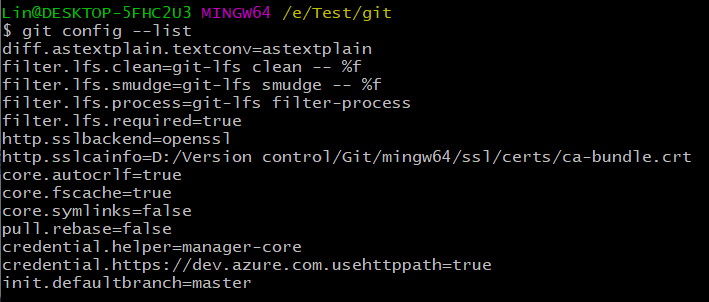 Lin@DESKTOP-5FHC2U3 MINGW64 /e/Test/git
$ git config --list
diff.astextplain.textconv=astextplain
filter.lfs.clean=git-lfs clean -- %f
filter.lfs.smudge=git-lfs smudge -- %f
filter.lfs.process=git-lfs filter-process
filter.lfs.required=true
http.sslbackend=openssl
http.sslcainfo=D:/Version control/Git/mingw64/ssl/certs/ca-bundle.crt
core.autocrlf=true
core.fscache=true
core.symlinks=false
pull.rebase=false
credential.helper=manager-core
credential.https://dev.azure.com.usehttppath=true
init.defaultbranch=master